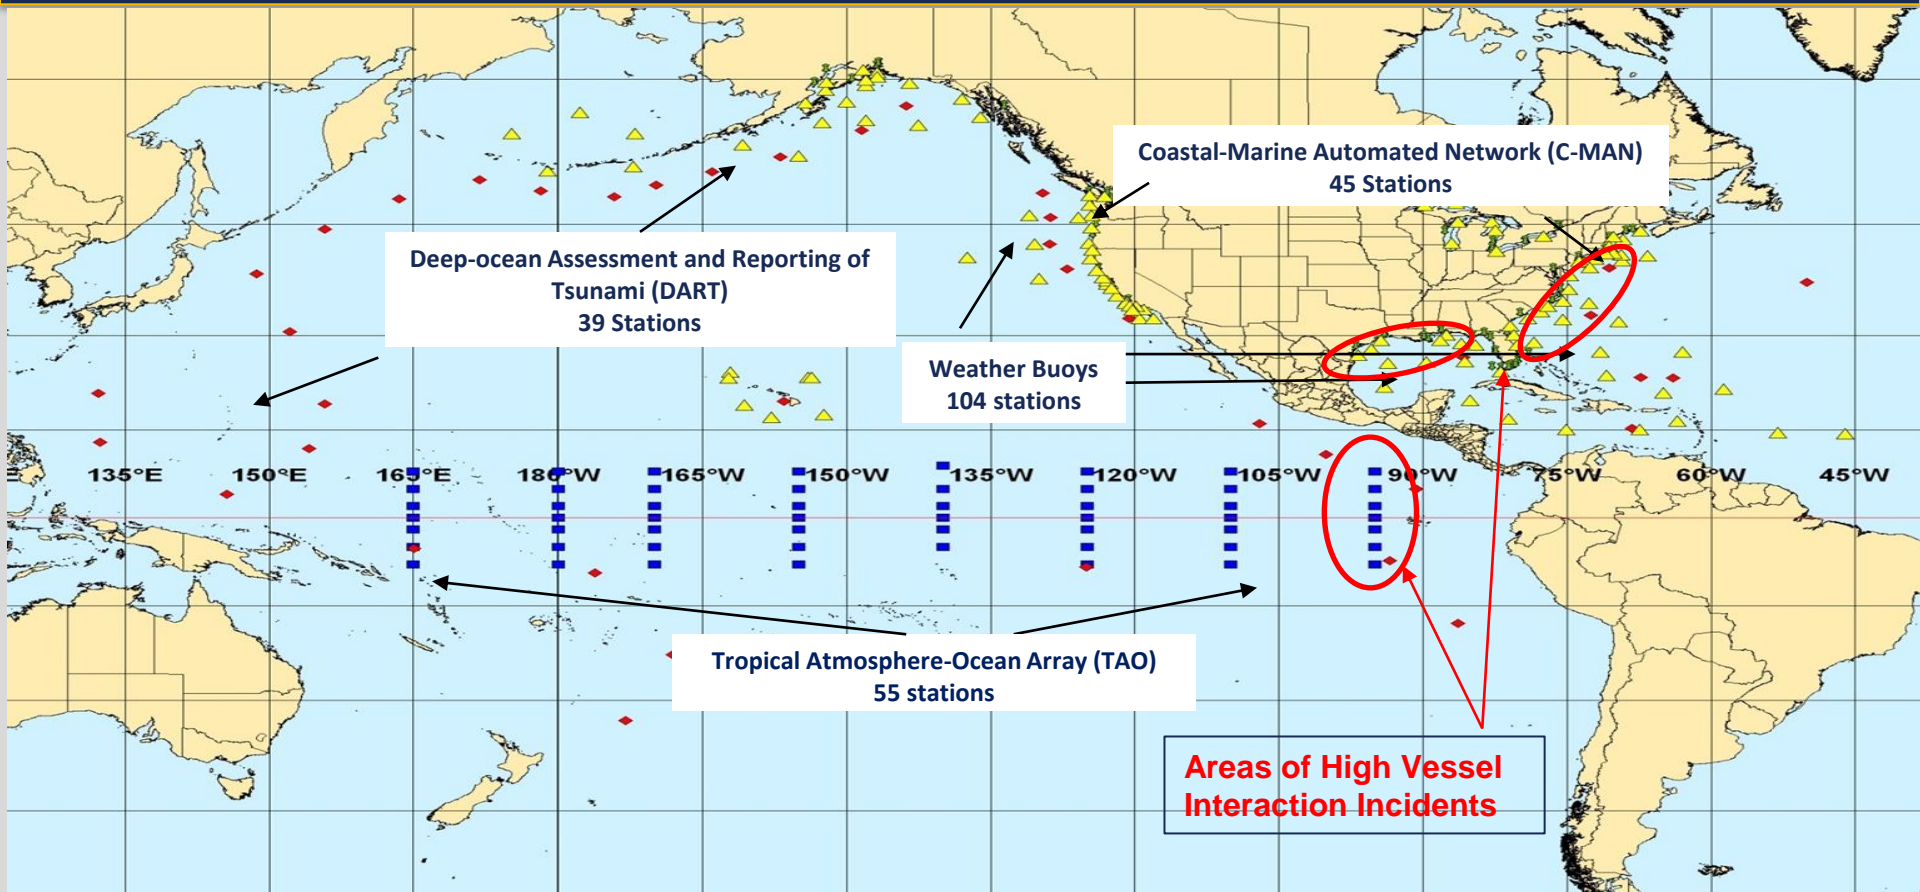 Coastal-Marine Automated Network (C-MAN)
45 Stations
Deep-ocean Assessment and Reporting of
Tsunami (DART)
39 Stations
Weather Buoys
104 stations
135°E 150°E 165°E 180°W 165°W 150°W 135°W 120°W 105°W 90°W 75°W 60°W 45°W
Tropical Atmosphere-Ocean Array (TAO)
55 stations
Areas of High Vessel
Interaction Incidents